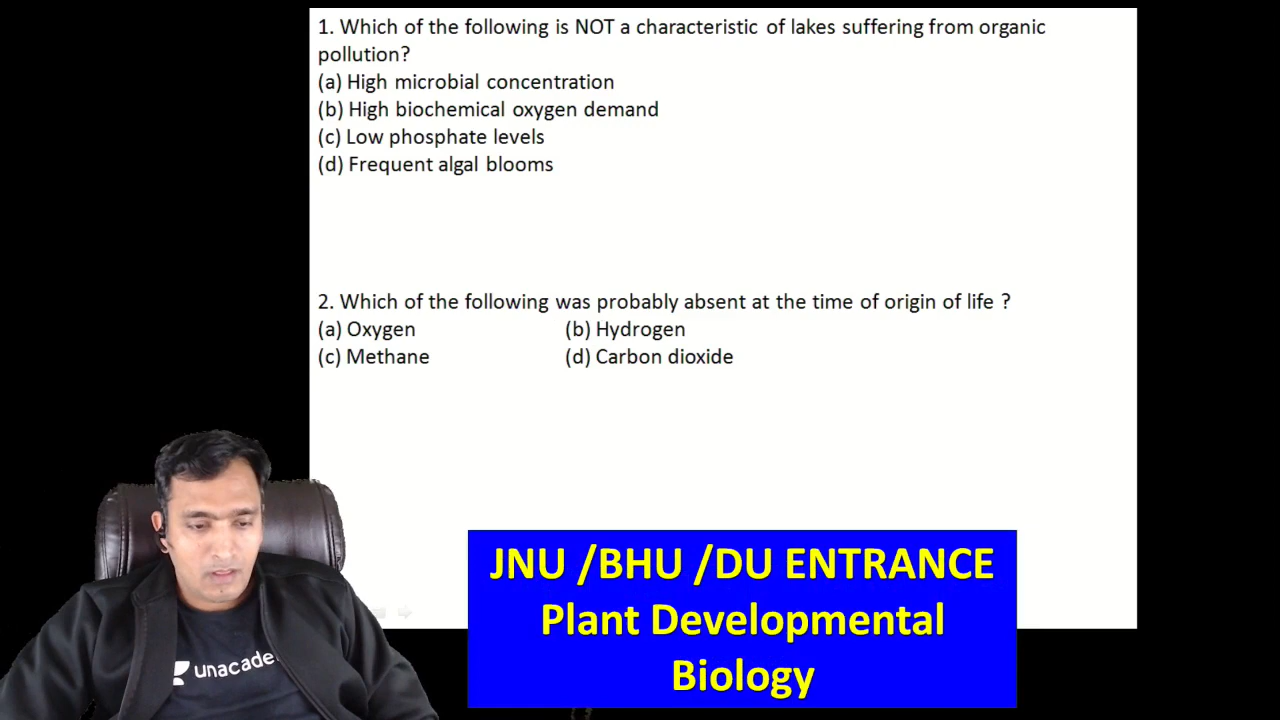 1. Which of the following is NOT a characteristic of lakes suffering from organic
pollution?
(a) High microbial concentration
(b) High biochemical oxygen demand
(c) Low phosphate levels
(d) Frequent algal blooms
2. Which of the following was probably absent at the time of origin of life ?
(a) Oxygen (b) Hydrogen
(c) Methane (d) Carbon dioxide
JNU /BHU /DU ENTRANCE
Plant Developmental
Biology
unacade